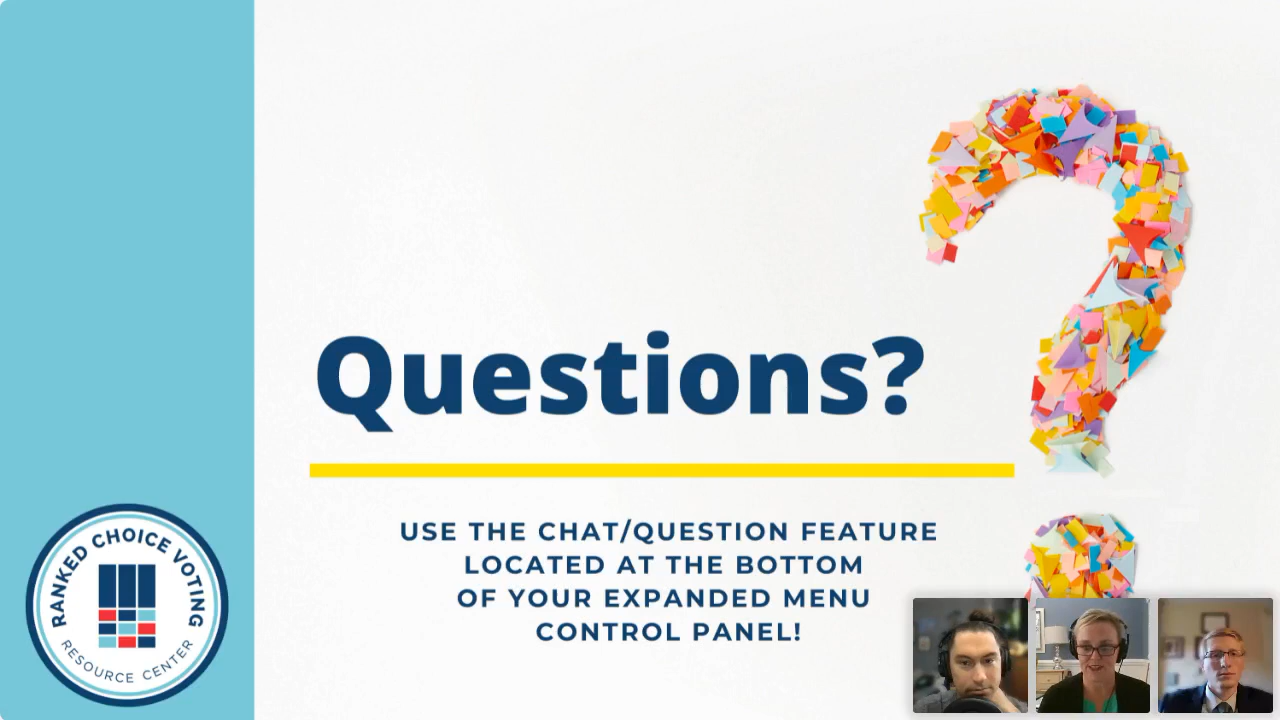 Questions?
USE THE CHAT/QUESTION FEATURE
LOCATED AT THE BOTTOM
OF YOUR EXPANDED MENU
CONTROL PANEL!
RANKED CHOICE VOTING
RESOURCE CENTER